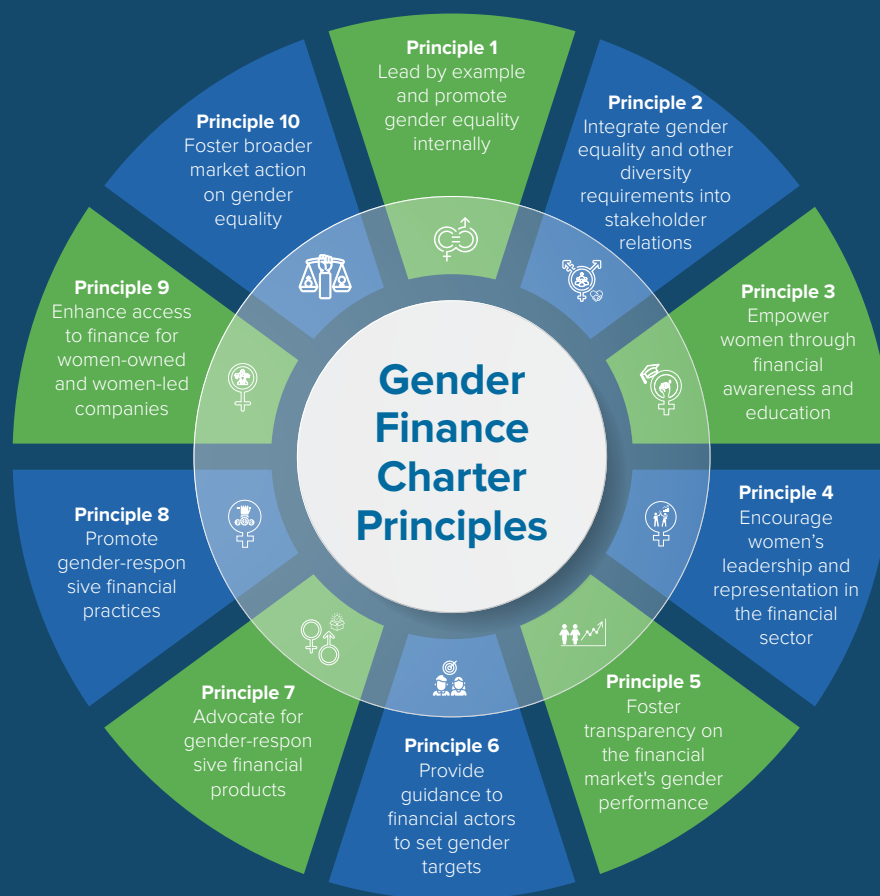 Gender
Finance
Charter
Principles
Principle 1
Lead by example
and promote
gender equality
internally
Principle 2
Integrate gender
equality and other
diversity
requirements into
stakeholder
relations
Principle 3
Empower
women through
financial
awareness and
education
Principle 4
Encourage
women’s
leadership and
representation in
the financial
sector
Principle 5
Foster
transparency on
the financial
market's gender
performance
Principle 6
Provide
guidance to
financial actors
to set gender
targets
Principle 7
Advocate for
gender-respon
sive financial
products
Principle 8
Promote
gender-respon
sive financial
practices
Principle 9
Enhance access
to finance for
women-owned
and women-led
companies
Principle 10
Foster broader
market action
on gender
equality